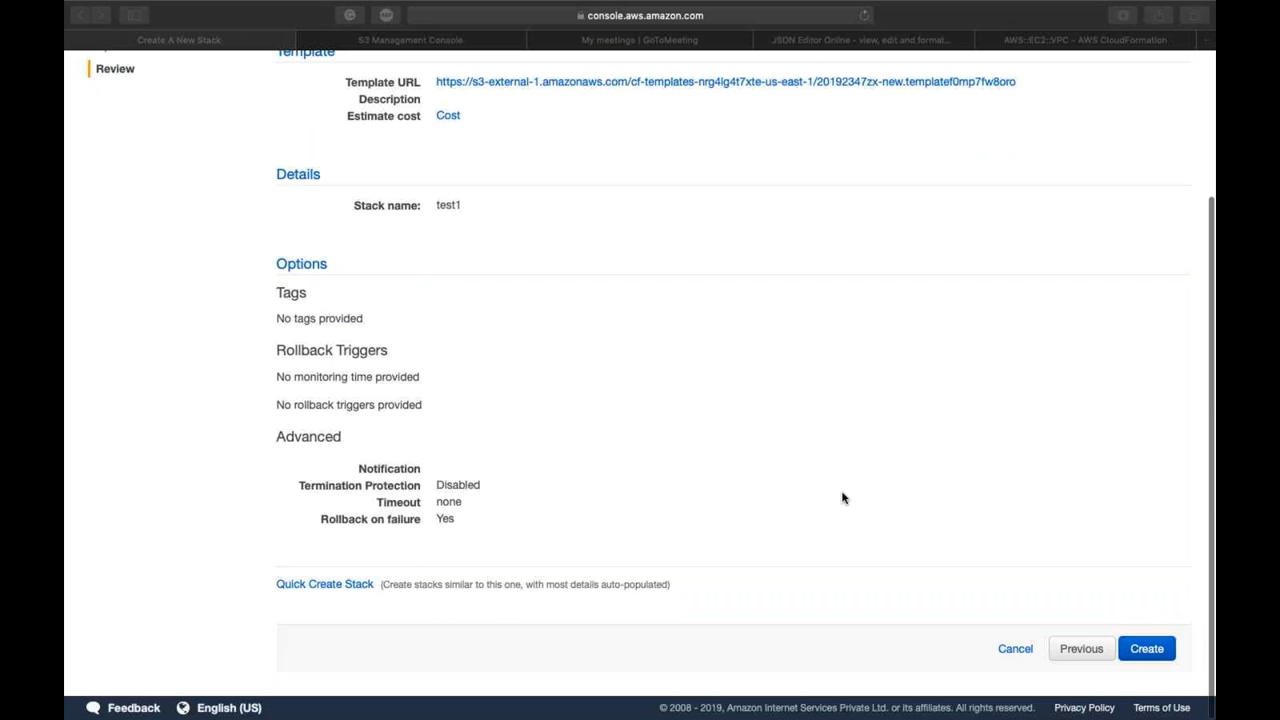 console.aws.amazon.com
Create A New Stack
S3 Management Console
My meetings | GoToMeeting
JSON Editor Online - view, edit and format...
AWS::EC2::VPC - AWS CloudFormation
Template
Review
Template URL https://s3-external-1.amazonaws.com/cf-templates-nrg4lg4t7xte-us-east-1/20192347zx-new.templatef0mp7fw8oro
Description
Estimate cost Cost
Details
Stack name: test1
Options
Tags
No tags provided
Rollback Triggers
No monitoring time provided
No rollback triggers provided
Advanced
Notification
Termination Protection Disabled
Timeout none
Rollback on failure Yes
Quick Create Stack (Create stacks similar to this one, with most details auto-populated)
Cancel Previous Create
Feedback English (US) © 2008 - 2019, Amazon Internet Services Private Ltd. or its affiliates. All rights reserved. Privacy Policy Terms of Use